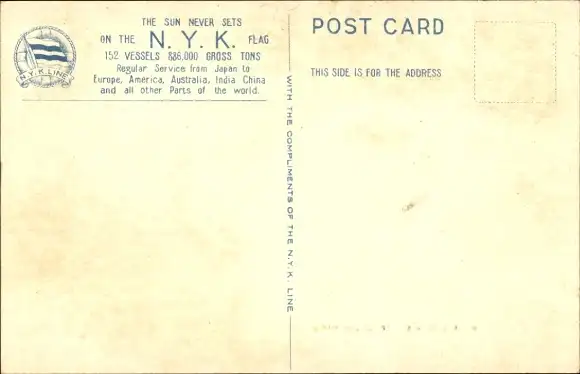 THE SUN NEVER SETS
ON THE N. Y. K. FLAG
152 VESSELS 886,000 GROSS TONS
Regular Service from Japan to
Europe, America, Australia, India China
and all other Parts of the world.
N.Y.K. LINE
WITH THE COMPLIMENTS OF THE N.Y.K. LINE
POST CARD
THIS SIDE IS FOR THE ADDRESS